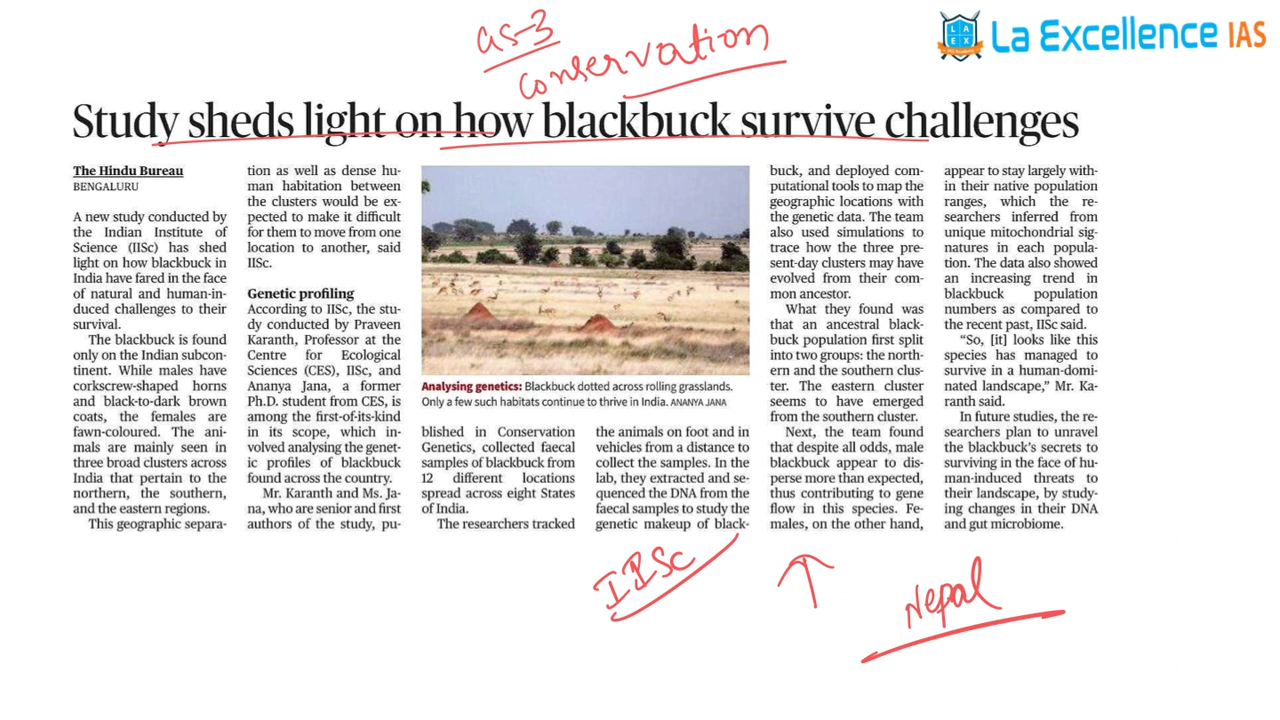 GS-3
Conservation
La Excellence IAS
LA
EX
Study sheds light on how blackbuck survive challenges
The Hindu Bureau
BENGALURU
A new study conducted by
the Indian Institute of
Science (IISc) has shed
light on how blackbuck in
India have fared in the face
of natural and human-in-
duced challenges to their
survival.
The blackbuck is found
only on the Indian subcon-
tinent. While males have
corkscrew-shaped horns
and black-to-dark brown
coats, the females are
fawn-coloured. The ani-
mals are mainly seen in
three broad clusters across
India that pertain to the
northern, the southern,
and the eastern regions.
This geographic separa-
tion as well as dense hu-
man habitation between
the clusters would be ex-
pected to make it difficult
for them to move from one
location to another, said
IISc.
Genetic profiling
According to IISc, the stu-
dy conducted by Praveen
Karanth, Professor at the
Centre for Ecological
Sciences (CES), IISc, and
Ananya Jana, a former
Ph.D. student from CES, is
among the first-of-its-kind
in its scope, which in-
volved analysing the genet-
ic profiles of blackbuck
found across the country.
Mr. Karanth and Ms. Ja-
na, who are senior and first
authors of the study, pu-
Analysing genetics: Blackbuck dotted across rolling grasslands.
Only a few such habitats continue to thrive in India. ANANYA JANA
blished in Conservation
Genetics, collected faecal
samples of blackbuck from
12 different locations
spread across eight States
of India.
The researchers tracked
the animals on foot and in
vehicles from a distance to
collect the samples. In the
lab, they extracted and se-
quenced the DNA from the
faecal samples to study the
genetic makeup of black-
buck, and deployed com-
putational tools to map the
geographic locations with
the genetic data. The team
also used simulations to
trace how the three pre-
sent-day clusters may have
evolved from their com-
mon ancestor.
What they found was
that an ancestral black-
buck population first split
into two groups: the north-
ern and the southern clus-
ter. The eastern cluster
seems to have emerged
from the southern cluster.
Next, the team found
that despite all odds, male
blackbuck appear to dis-
perse more than expected,
thus contributing to gene
flow in this species. Fe-
males, on the other hand,
appear to stay largely with-
in their native population
ranges, which the re-
searchers inferred from
unique mitochondrial sig-
natures in each popula-
tion. The data also showed
an increasing trend in
blackbuck population
numbers as compared to
the recent past, IISc said.
“So, [it] looks like this
species has managed to
survive in a human-domi-
nated landscape,” Mr. Ka-
ranth said.
In future studies, the re-
searchers plan to unravel
the blackbuck's secrets to
surviving in the face of hu-
man-induced threats to
their landscape, by study-
ing changes in their DNA
and gut microbiome.
IISc
Nepal